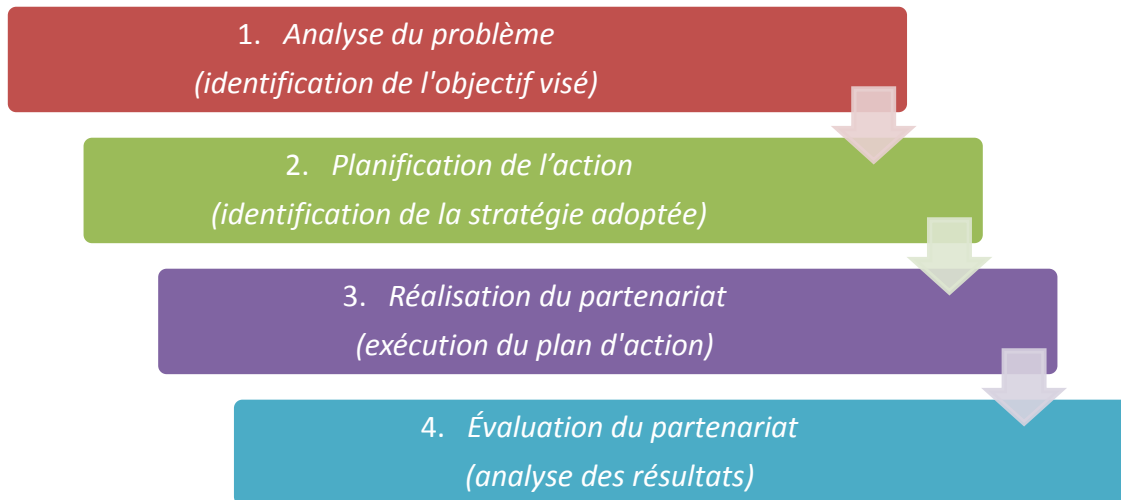 1. Analyse du problème
(identification de l'objectif visé)
2. Planification de l’action
(identification de la stratégie adoptée)
3. Réalisation du partenariat
(exécution du plan d'action)
4. Évaluation du partenariat
(analyse des résultats)